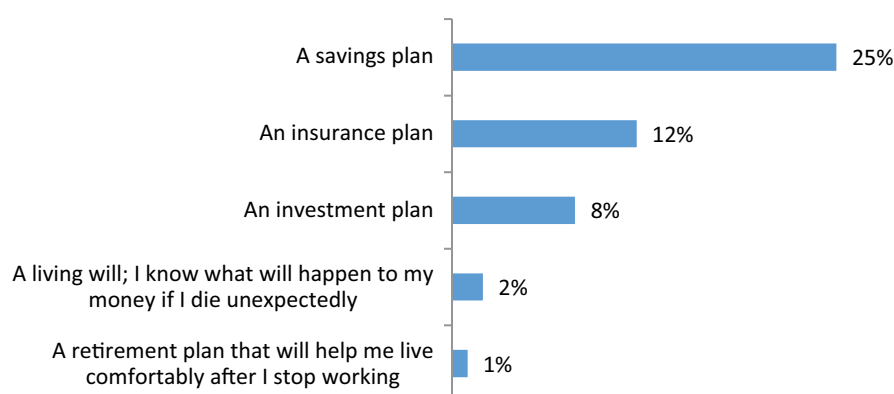 A savings plan
25%
An insurance plan
12%
An investment plan
8%
A living will; I know what will happen to my
money if I die unexpectedly
2%
A retirement plan that will help me live
comfortably after I stop working
1%